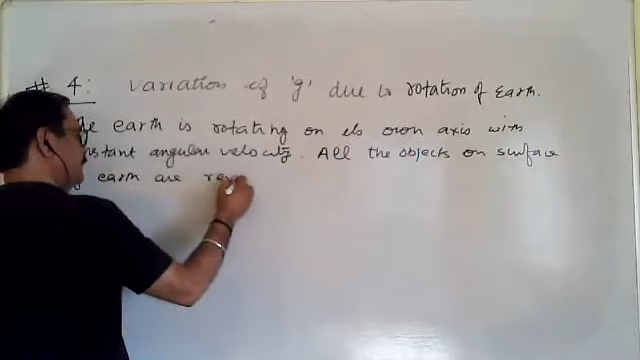 # 4: Variation of 'g' due to rotation of Earth.
earth is rotating on its own axis with
angular velocity. All the objects on surface
earth are rev